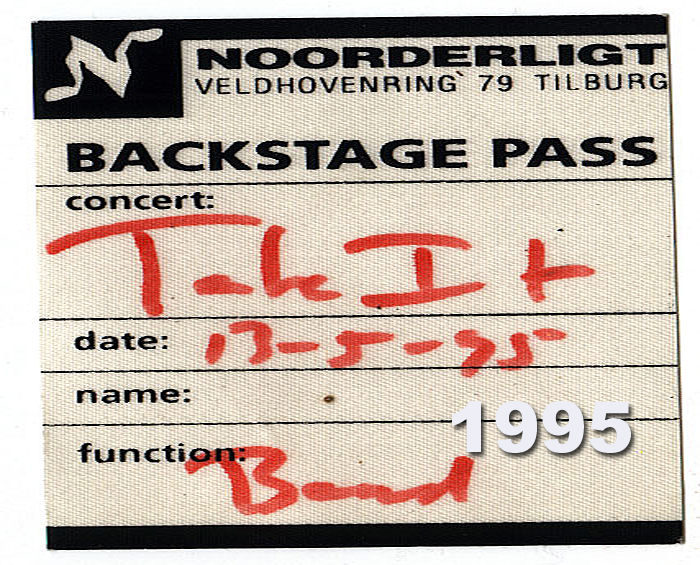 N NOORDERLIGT
VELDHOVENRING 79 TILBURG
BACKSTAGE PASS
concert:
Take It
date: 13-5-95
name:
1995
function: Band